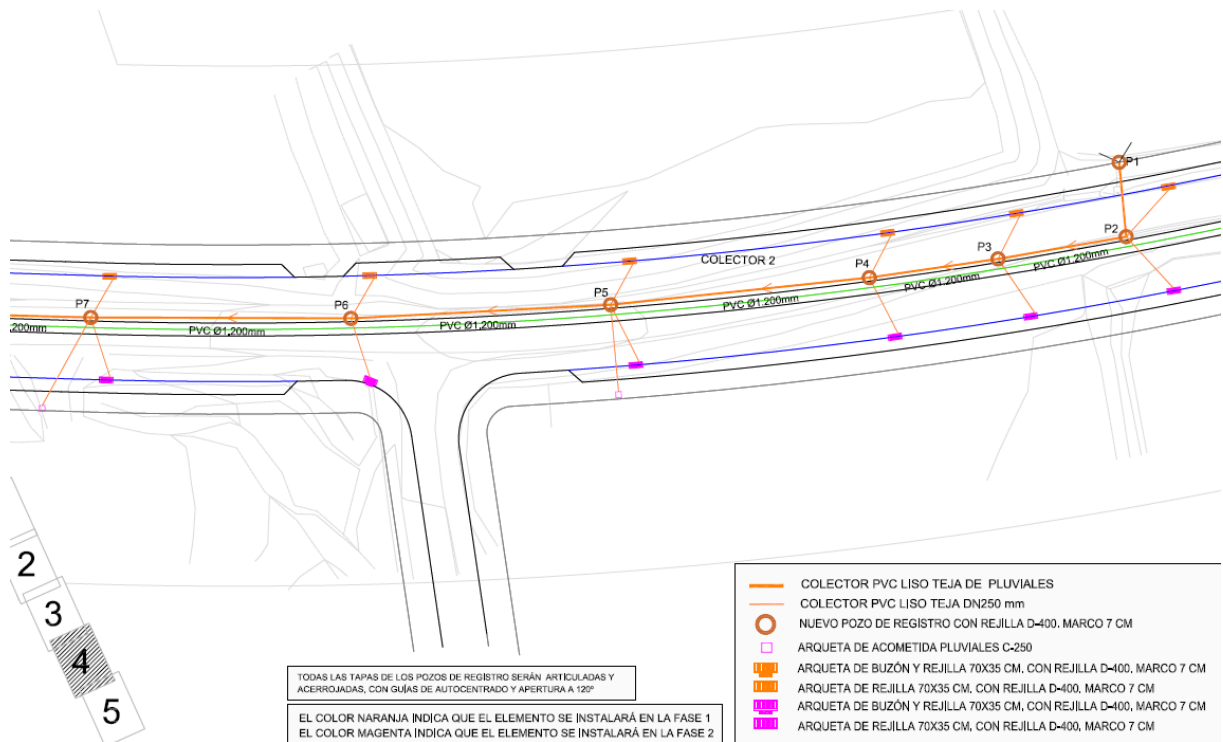 P1
P2
P3
P4
COLECTOR 2
PVC Ø1,200mm
PVC Ø1,200mm
PVC Ø1,200mm
P5
P6
P7
PVC Ø1,200mm
PVC Ø1,200mm
,200mm
2
3
4
5
COLECTOR PVC LISO TEJA DE PLUVIALES
COLECTOR PVC LISO TEJA DN250 mm
NUEVO POZO DE REGISTRO CON REJILLA D-400. MARCO 7 CM
ARQUETA DE ACOMETIDA PLUVIALES C-250
ARQUETA DE BUZÓN Y REJILLA 70X35 CM, CON REJILLA D-400, MARCO 7 CM
ARQUETA DE REJILLA 70X35 CM, CON REJILLA D-400, MARCO 7 CM
ARQUETA DE BUZÓN Y REJILLA 70X35 CM, CON REJILLA D-400, MARCO 7 CM
ARQUETA DE REJILLA 70X35 CM, CON REJILLA D-400, MARCO 7 CM
TODAS LAS TAPAS DE LOS POZOS DE REGISTRO SERÁN ARTICULADAS Y
ACERROJADAS, CON GUÍAS DE AUTOCENTRADO Y APERTURA A 120º
EL COLOR NARANJA INDICA QUE EL ELEMENTO SE INSTALARÁ EN LA FASE 1
EL COLOR MAGENTA INDICA QUE EL ELEMENTO SE INSTALARÁ EN LA FASE 2